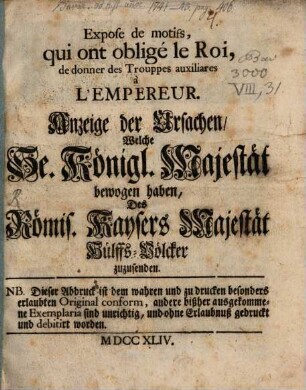 Expose de motifs,
qui ont obligé le Roi,
de donner des Trouppes auxiliares
à
L'EMPEREUR.
Bav.
3000
VIII, 31
Anzeige der Ursachen/
Welche
Se. Königl. Majestät
bewogen haben,
Des
Römis. Kaysers Majestät
Hülffs-Völcker
zuzusenden.
NB. Dieser Abdruck ist dem wahren und zu drucken besonders
erlaubten Original conform, andere bißher ausgekomme-
ne Exemplaria sind unrichtig, und ohne Erlaubnuß gedruckt
und debitirt worden.
MDCCXLIV.